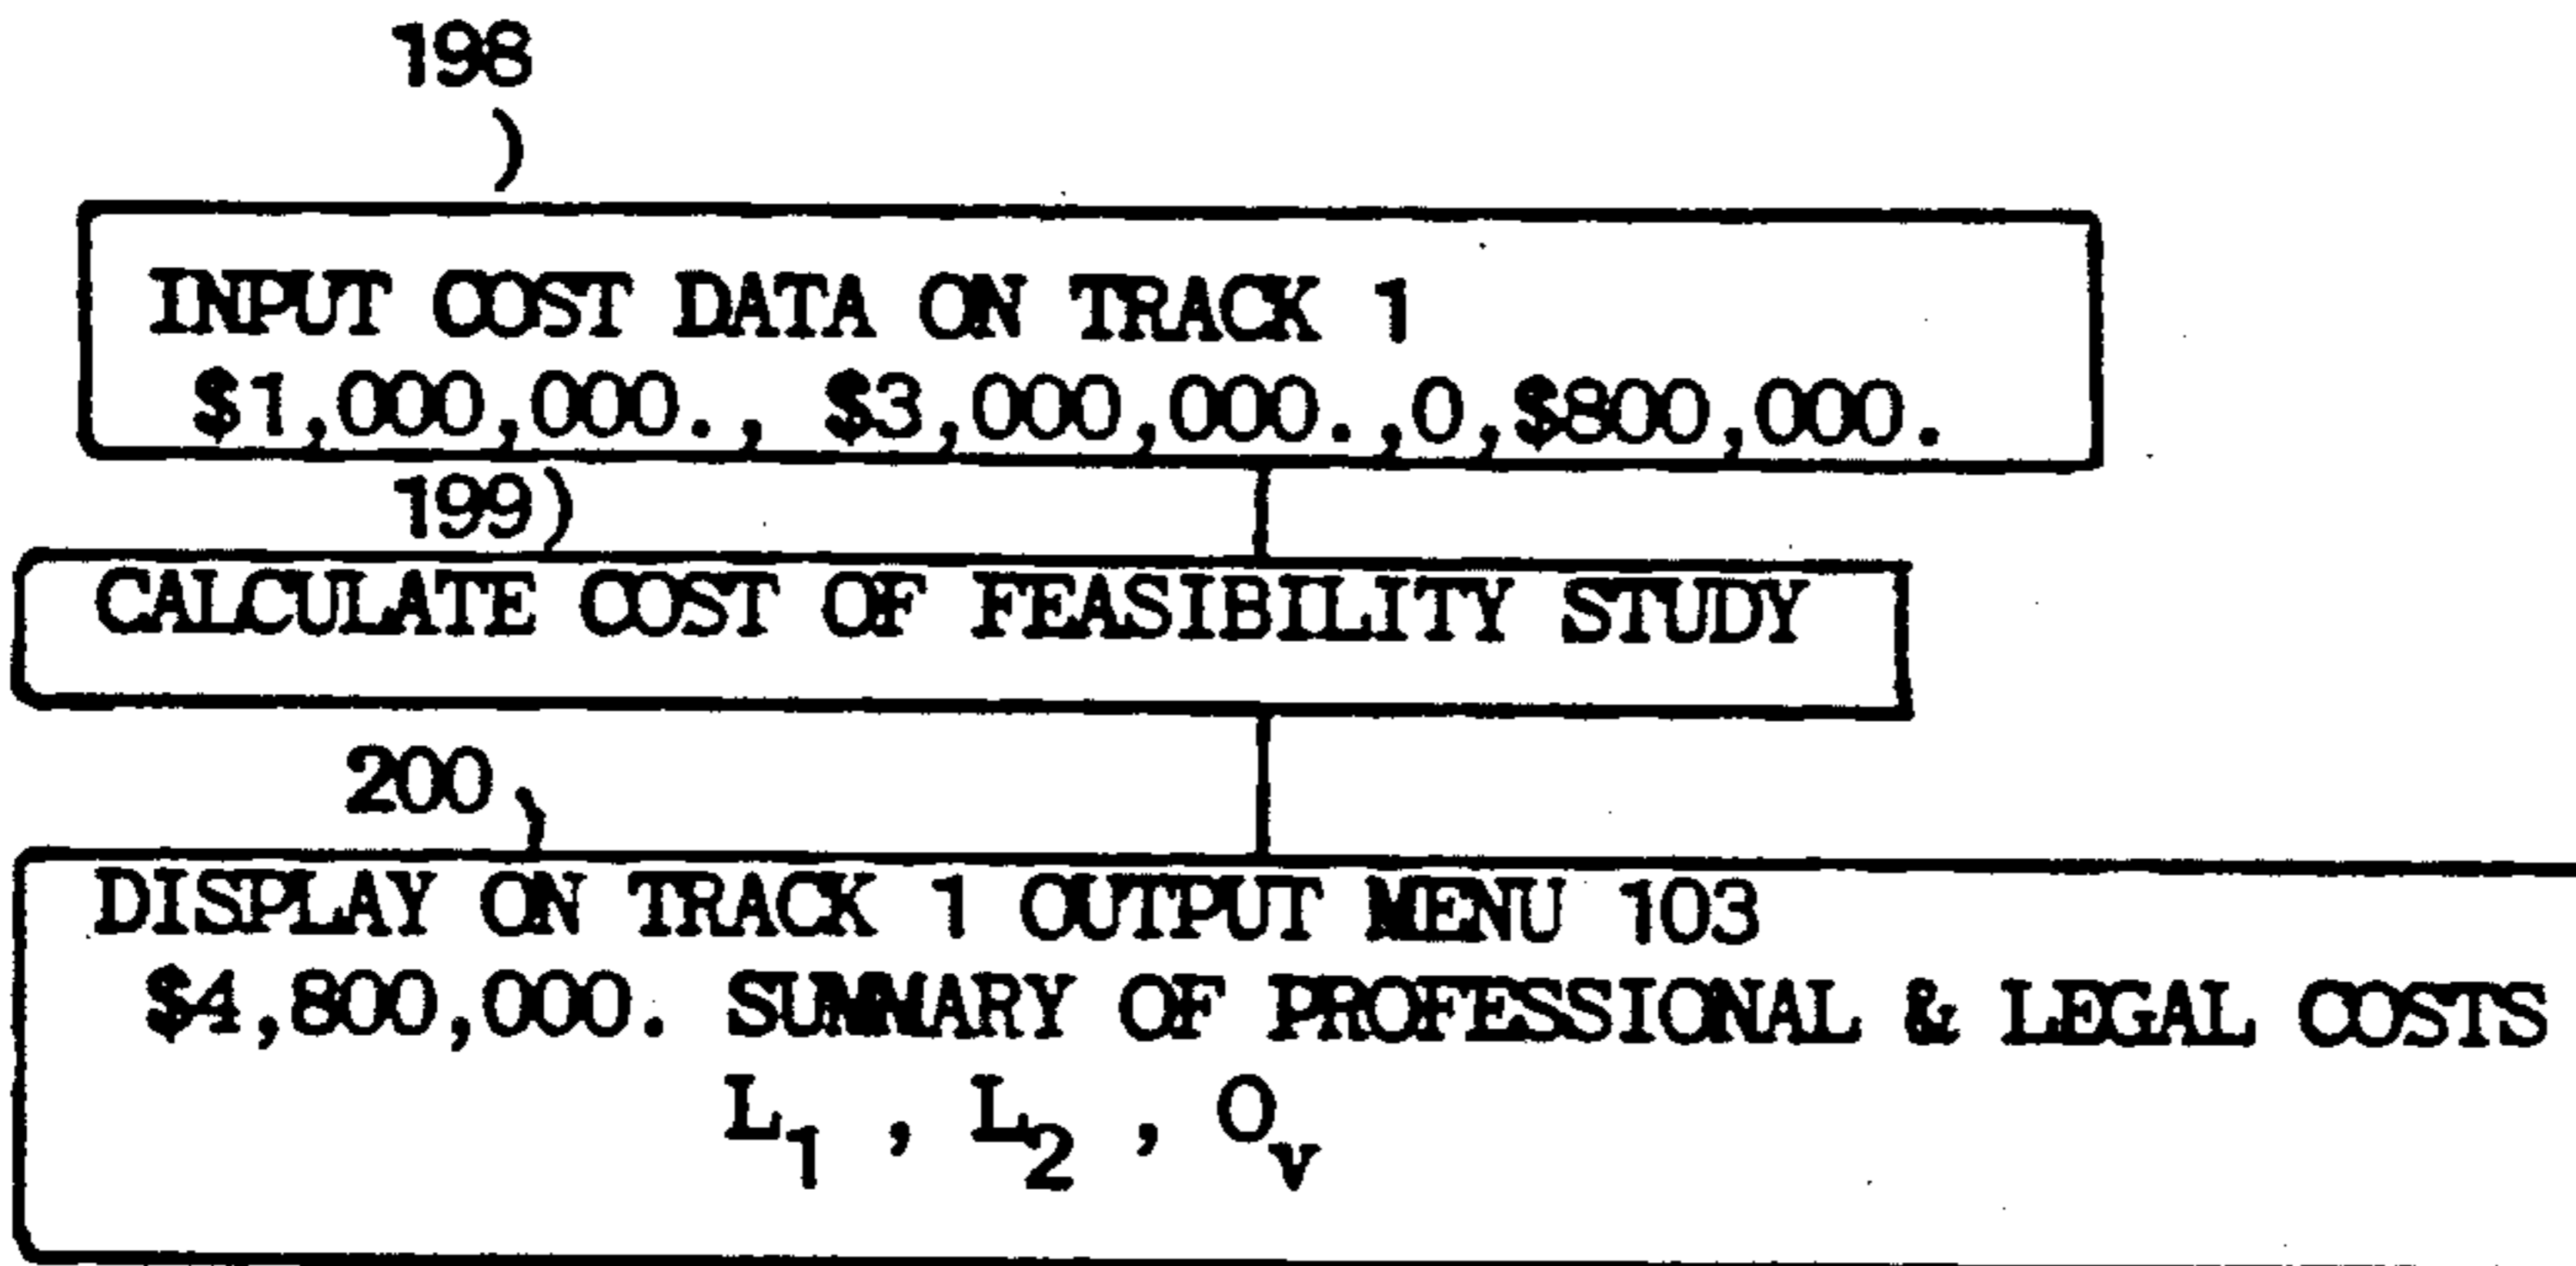 198
INPUT COST DATA ON TRACK 1
$1,000,000., $3,000,000.,0,$800,000.
199
CALCULATE COST OF FEASIBILITY STUDY
200
DISPLAY ON TRACK 1 OUTPUT MENU 103
$4,800,000. SUMMARY OF PROFESSIONAL & LEGAL COSTS
L₁ , L₂ , Oᵥ